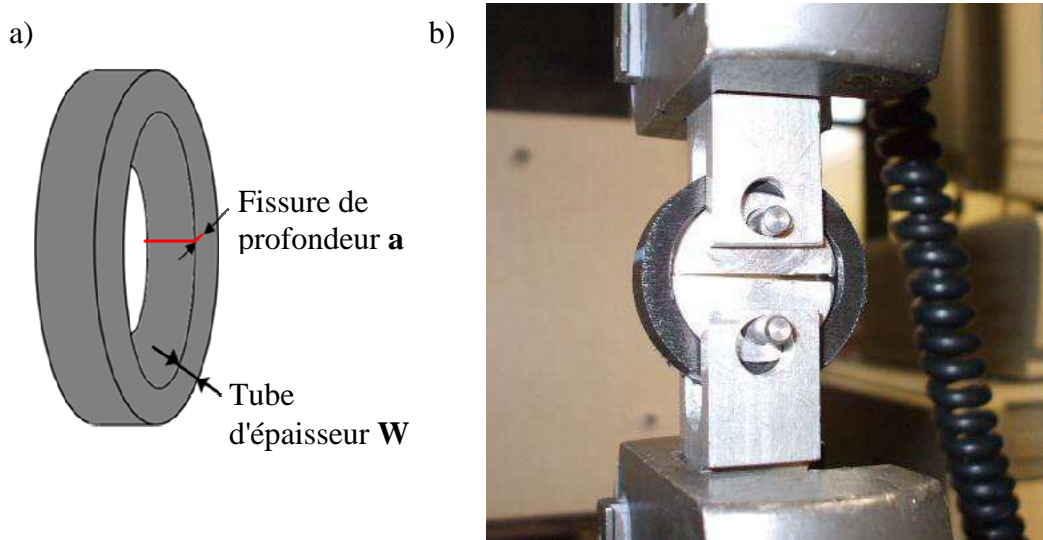 a)
b)
Fissure de
profondeur a
Tube
d'épaisseur W